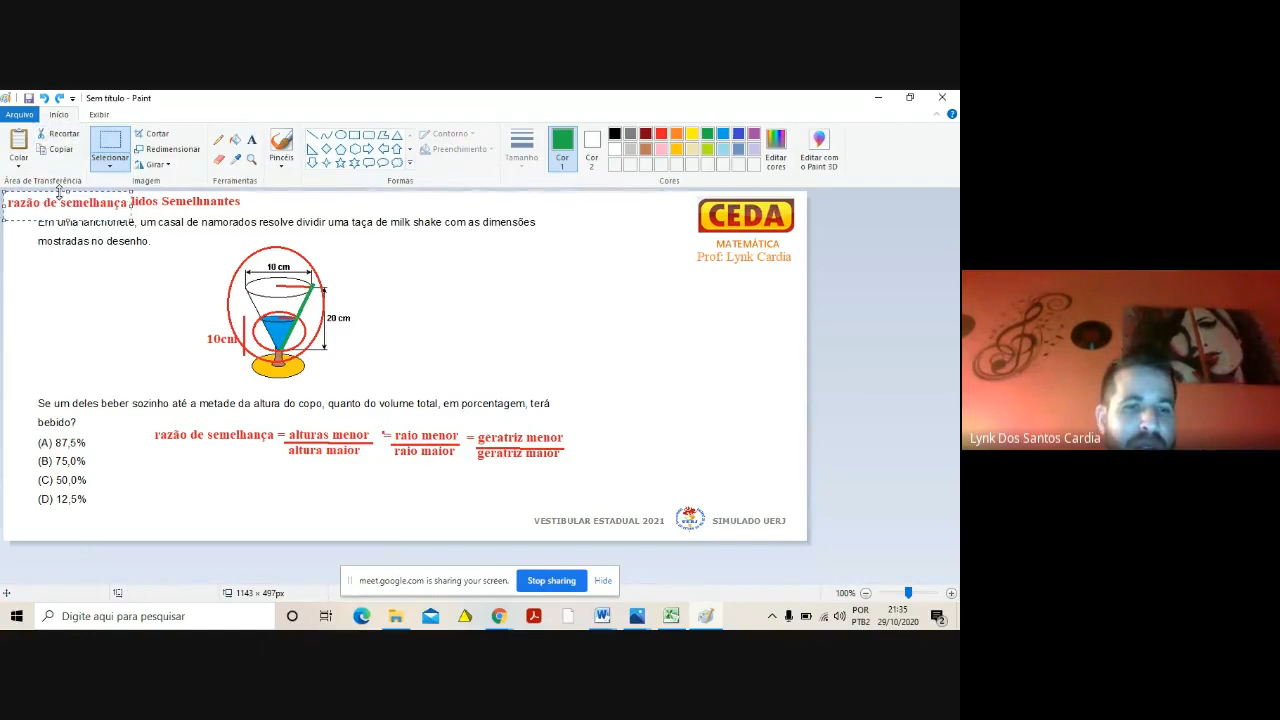 Sem título - Paint
Arquivo Início Exibir
Colar
Recortar
Copiar
Selecionar
Cortar
Redimensionar
Girar
Pincéis
Contorno
Preenchimento
Tamanho
Cor 1
Cor 2
Editar cores
Editar com o Paint 3D
Área de Transferência Imagem Ferramentas Formas Cores
razão de semelhança lidos Semelhnantes
Em uma lanchonete, um casal de namorados resolve dividir uma taça de milk shake com as dimensões
mostradas no desenho.
CEDA
MATEMÁTICA
Prof: Lynk Cardia
10 cm
20 cm
10cm
Se um deles beber sozinho até a metade da altura do copo, quanto do volume total, em porcentagem, terá
bebido?
razão de semelhança = alturas menor = raio menor = geratriz menor
altura maior raio maior geratriz maior
(A) 87,5%
(B) 75,0%
(C) 50,0%
(D) 12,5%
VESTIBULAR ESTADUAL 2021 UERJ SIMULADO UERJ
meet.google.com is sharing your screen. Stop sharing Hide
1143 × 497px 100%
Digite aqui para pesquisar
POR
PTB2
21:35
29/10/2020
2
Lynk Dos Santos Cardia